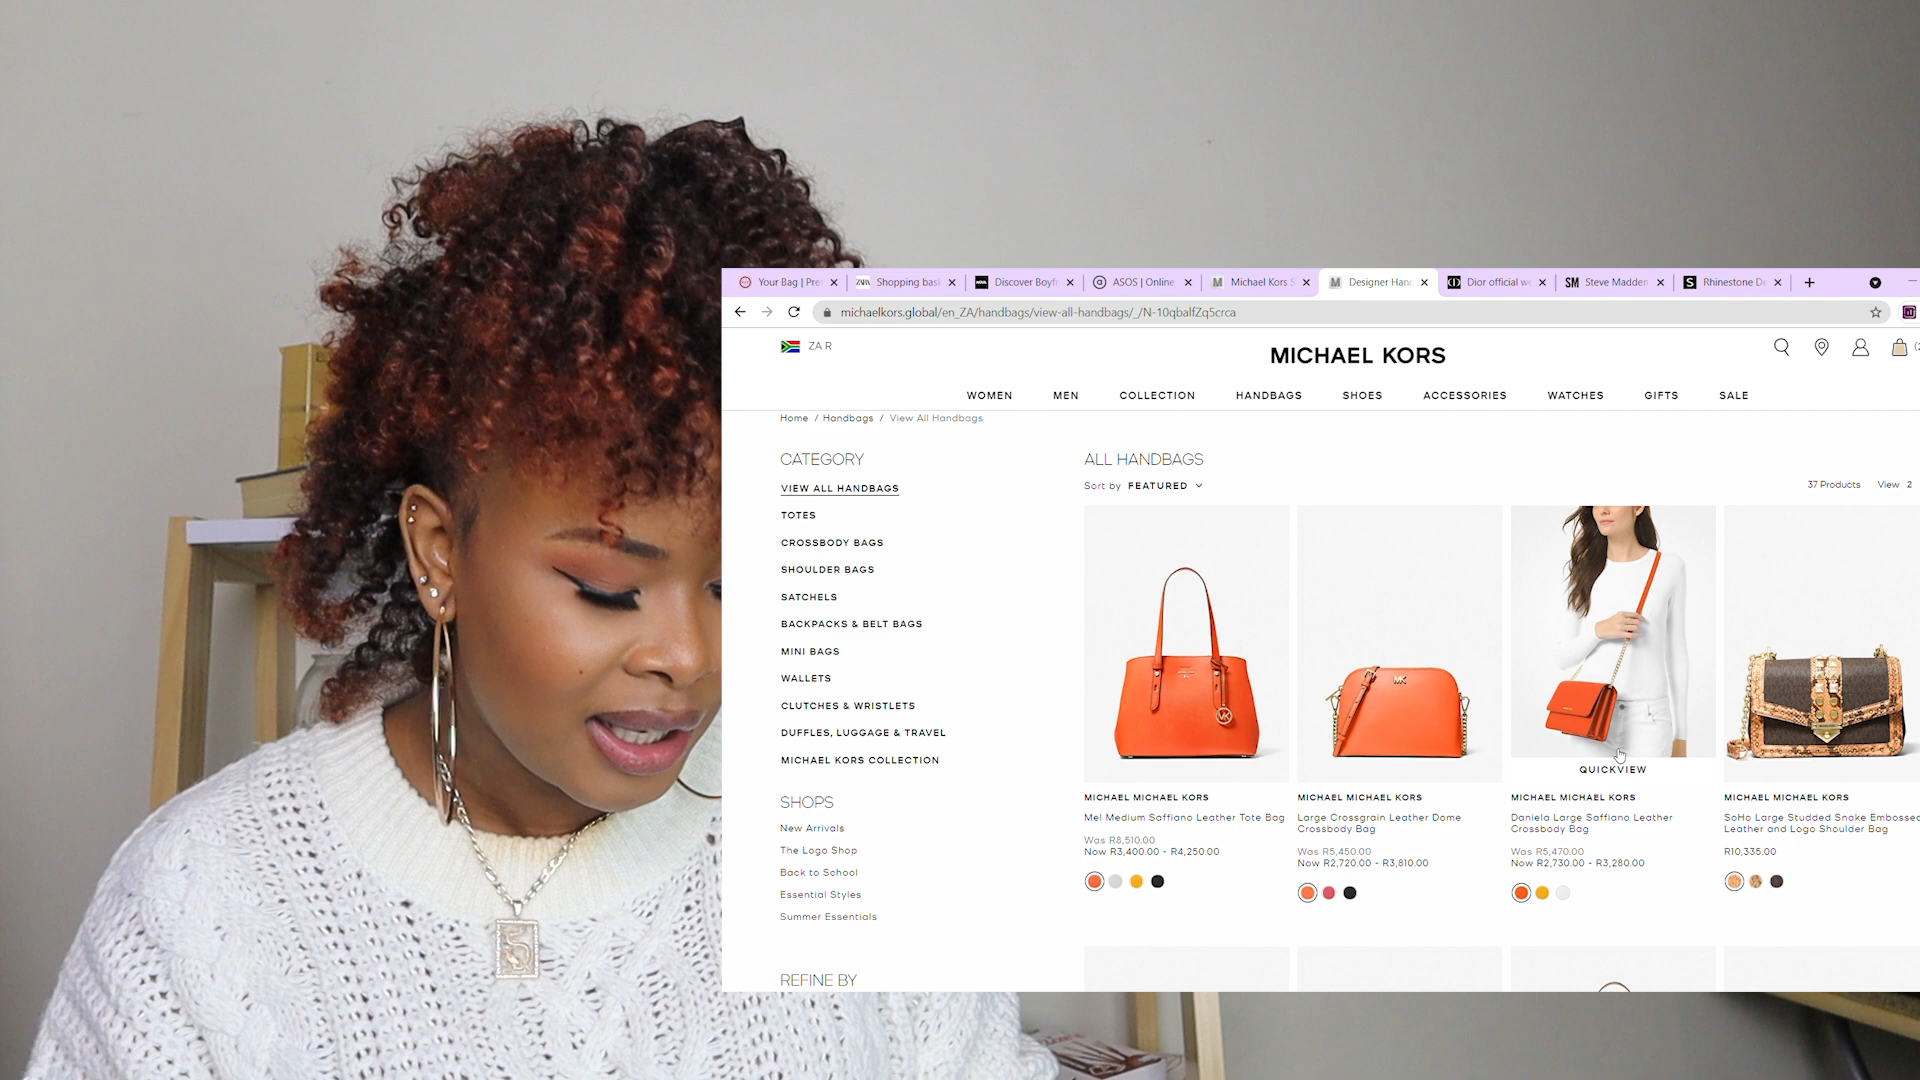 Your Bag | Pre
Shopping bas
Discover Boyf
ASOS | Online
Michael Kors S
Designer Hand
Dior official w
SM Steve Madden
S Rhinestone D
michaelkors.global/en_ZA/handbags/view-all-handbags/_/N-10qbalfZq5crca
ZA R
MICHAEL KORS
WOMEN MEN COLLECTION HANDBAGS SHOES ACCESSORIES WATCHES GIFTS SALE
Home / Handbags / View All Handbags
CATEGORY
VIEW ALL HANDBAGS
TOTES
CROSSBODY BAGS
SHOULDER BAGS
SATCHELS
BACKPACKS & BELT BAGS
MINI BAGS
WALLETS
CLUTCHES & WRISTLETS
DUFFLES, LUGGAGE & TRAVEL
MICHAEL KORS COLLECTION
SHOPS
New Arrivals
The Logo Shop
Back to School
Essential Styles
Summer Essentials
REFINE BY
ALL HANDBAGS
Sort by FEATURED
37 Products View 2
MICHAEL MICHAEL KORS
Mel Medium Saffiano Leather Tote Bag
Was R8,510.00
Now R3,400.00 - R4,250.00
MICHAEL MICHAEL KORS
Large Crossgrain Leather Dome
Crossbody Bag
Was R5,450.00
Now R2,720.00 - R3,810.00
QUICKVIEW
MICHAEL MICHAEL KORS
Daniela Large Saffiano Leather
Crossbody Bag
Was R5,470.00
Now R2,730.00 - R3,280.00
MICHAEL MICHAEL KORS
SoHo Large Studded Snake Embossed
Leather and Logo Shoulder Bag
R10,335.00